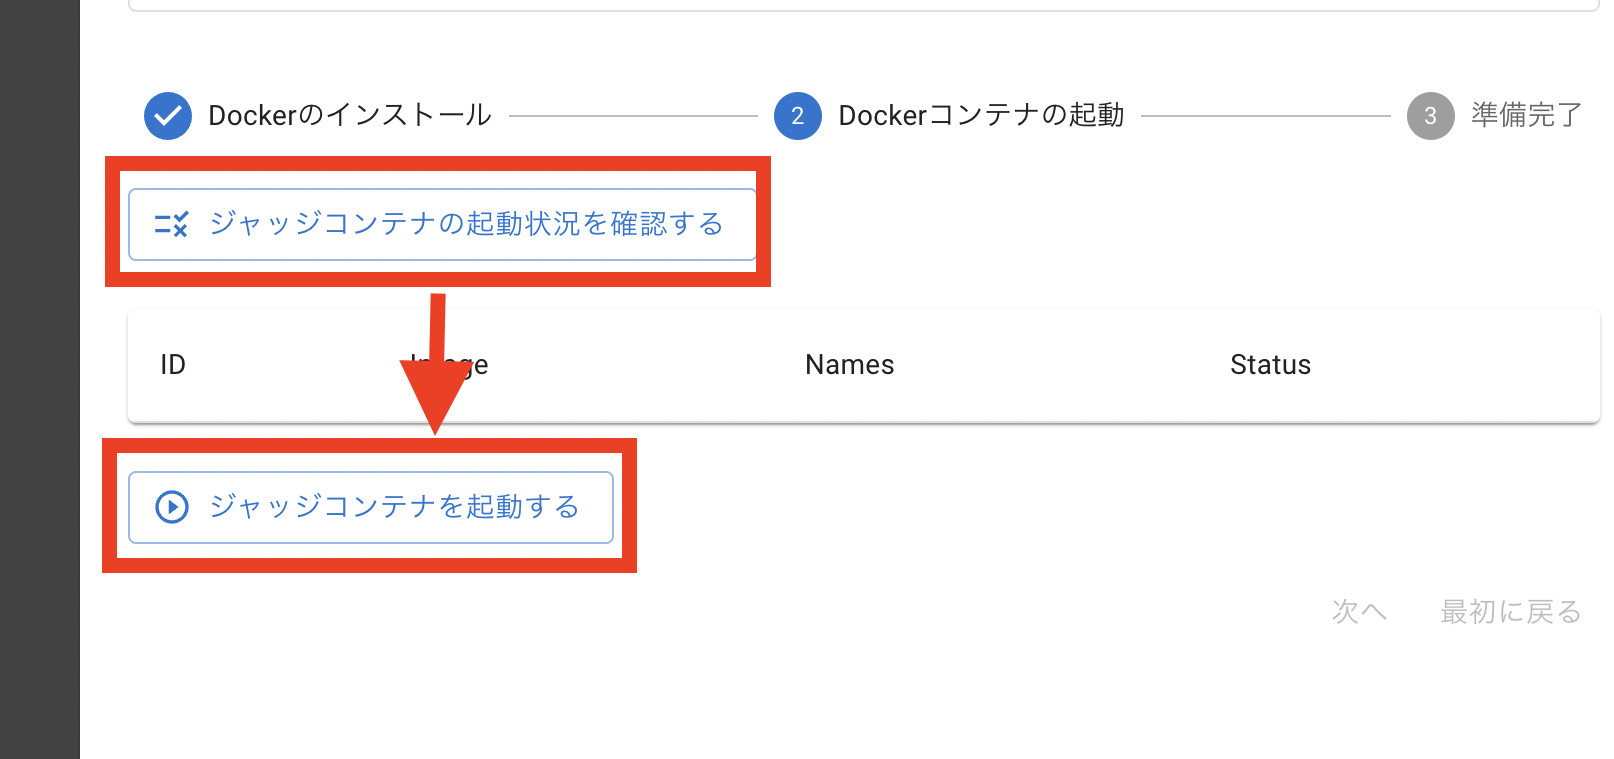 Dockerのインストール
2 Dockerコンテナの起動
3 準備完了
ジャッジコンテナの起動状況を確認する
ID Image Names Status
ジャッジコンテナを起動する
次へ 最初に戻る